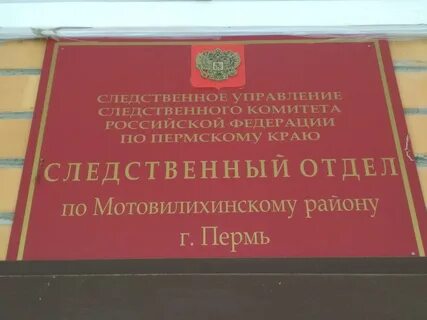 СЛЕДСТВЕННОЕ УПРАВЛЕНИЕ
СЛЕДСТВЕННОГО КОМИТЕТА
РОССИЙСКОЙ ФЕДЕРАЦИИ
ПО ПЕРМСКОМУ КРАЮ
СЛЕДСТВЕННЫЙ ОТДЕЛ
по Мотовилихинскому району
г. Пермь